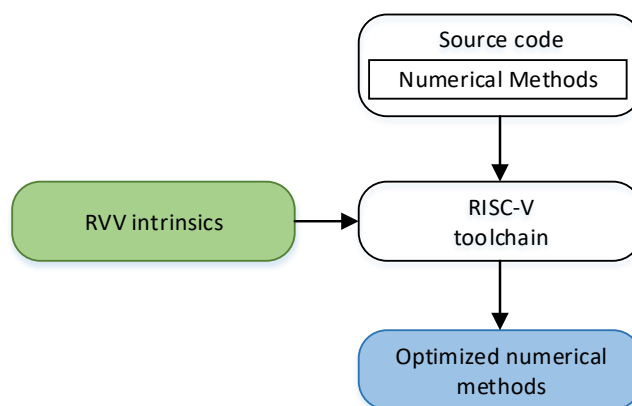 Source code
Numerical Methods
RVV intrinsics
RISC-V
toolchain
Optimized numerical
methods